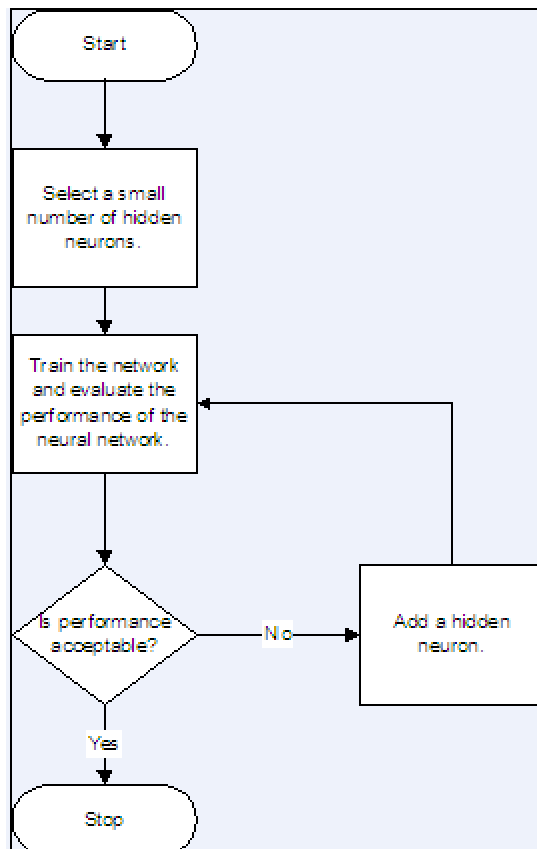 Start
Select a small
number of hidden
neurons.
Train the network
and evaluate the
performance of the
neural network.
Is performance
acceptable?
No
Add a hidden
neuron.
Yes
Stop